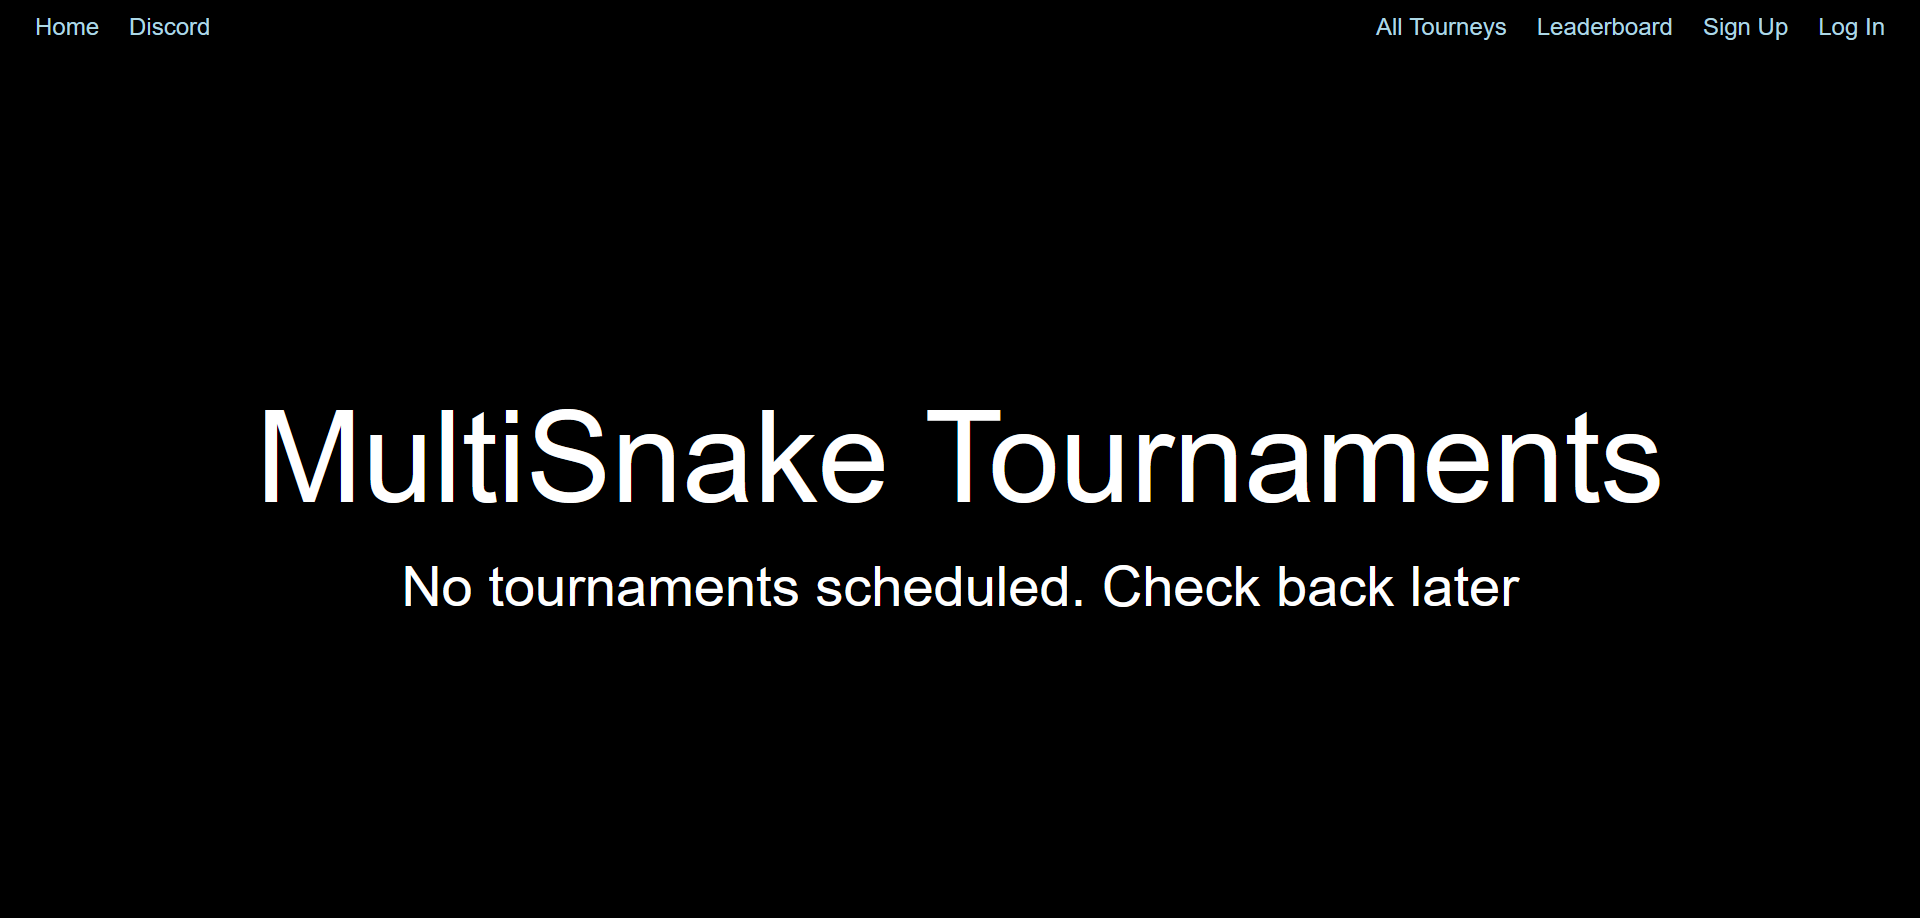 Home Discord All Tourneys Leaderboard Sign Up Log In
MultiSnake Tournaments
No tournaments scheduled. Check back later